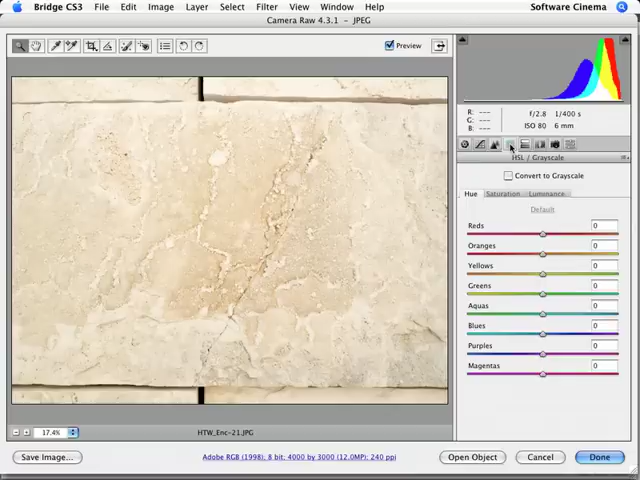 Bridge CS3 File Edit Image Label Select Filter View Window Help Software Cinema
Camera Raw 4.3.1 - JPEG
Preview
R: ---
G: ---
B: ---
f/2.8 1/400 s
ISO 80 6 mm
HSL / Grayscale
Convert to Grayscale
Hue Saturation Luminance
Default
Reds 0
Oranges 0
Yellows 0
Greens 0
Aquas 0
Blues 0
Purples 0
Magentas 0
17.4%
HTW_Enc-21.JPG
Save Image...
Adobe RGB (1998); 8 bit; 4000 by 3000 (12.0MP); 240 ppi
Open Object
Cancel
Done